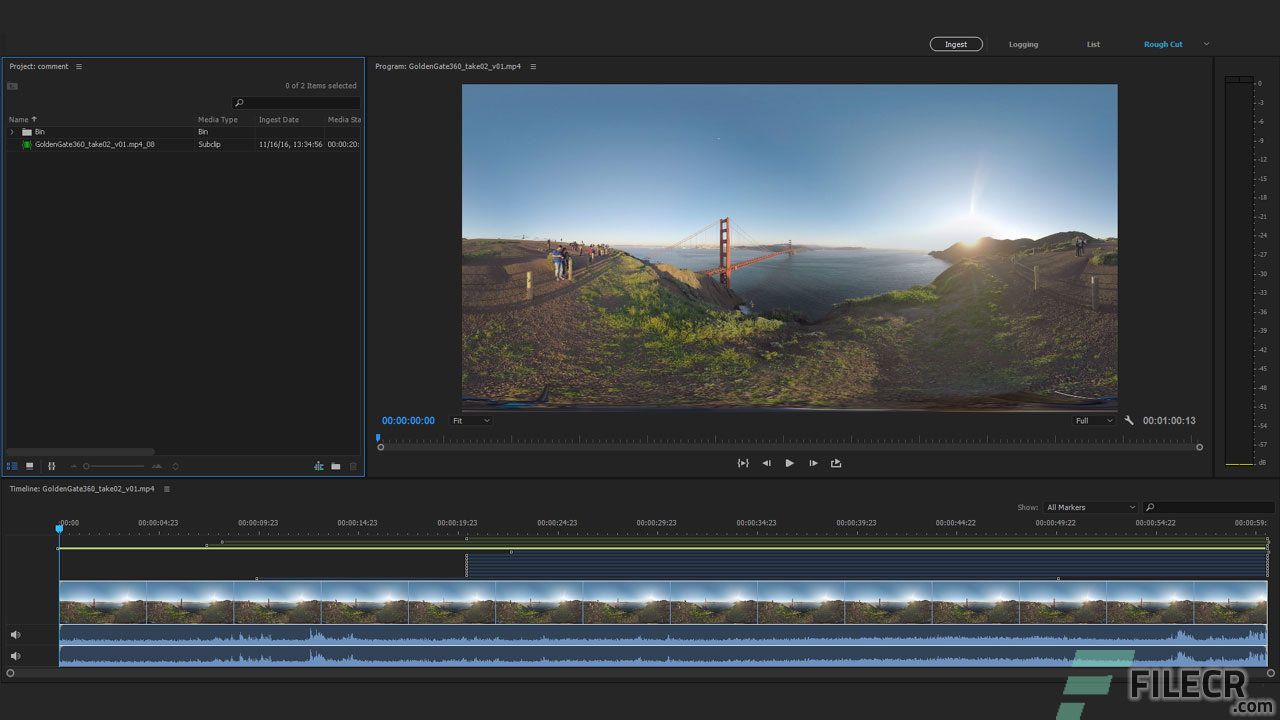 Ingest Logging List Rough Cut
Project: comment
0 of 2 Items selected
Name Media Type Ingest Date Media Sta
Bin Bin
GoldenGate360_take02_v01.mp4_08 Subclip 11/16/16, 13:34:56 00:00:20:
Program: GoldenGate360_take02_v01.mp4
00:00:00:00 Fit Full 00:01:00:13
0
-3
-6
-9
-12
-15
-18
-21
-24
-27
-30
-33
-36
-39
-42
-45
-48
-51
-54
-57
dB
Timeline: GoldenGate360_take02_v01.mp4
Show: All Markers
:00:00 00:00:04:23 00:00:09:23 00:00:14:23 00:00:19:23 00:00:24:23 00:00:29:23 00:00:34:23 00:00:39:23 00:00:44:22 00:00:49:22 00:00:54:22 00:00:59:
FILECR
.com